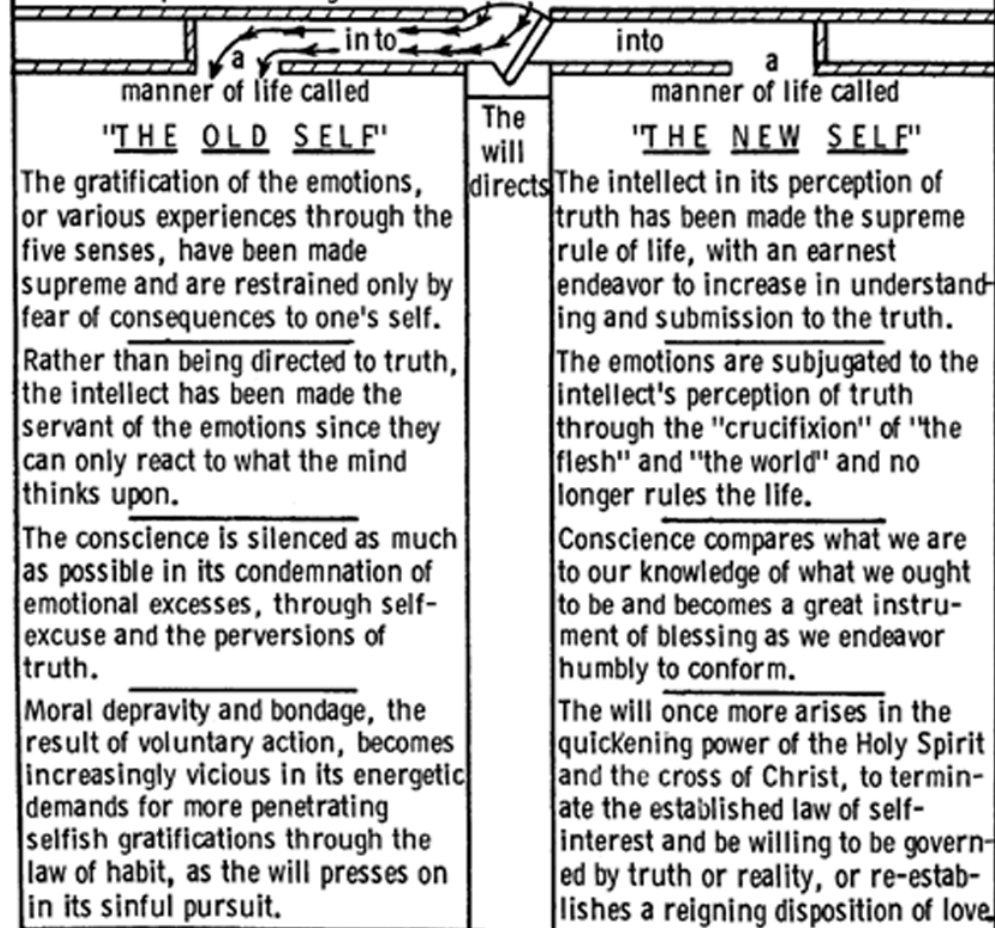 into
a
manner of life called
"THE OLD SELF"
The gratification of the emotions,
or various experiences through the
five senses, have been made
supreme and are restrained only by
fear of consequences to one's self.
Rather than being directed to truth,
the intellect has been made the
servant of the emotions since they
can only react to what the mind
thinks upon.
The conscience is silenced as much
as possible in its condemnation of
emotional excesses, through self-
excuse and the perversions of
truth.
Moral depravity and bondage, the
result of voluntary action, becomes
increasingly vicious in its energetic
demands for more penetrating
selfish gratifications through the
law of habit, as the will presses on
in its sinful pursuit.
The
will
directs
into
a
manner of life called
"THE NEW SELF"
The intellect in its perception of
truth has been made the supreme
rule of life, with an earnest
endeavor to increase in understand-
ing and submission to the truth.
The emotions are subjugated to the
intellect's perception of truth
through the "crucifixion" of "the
flesh" and "the world" and no
longer rules the life.
Conscience compares what we are
to our knowledge of what we ought
to be and becomes a great instru-
ment of blessing as we endeavor
humbly to conform.
The will once more arises in the
quickening power of the Holy Spirit
and the cross of Christ, to termin-
ate the established law of self-
interest and be willing to be govern-
ed by truth or reality, or re-estab-
lishes a reigning disposition of love.